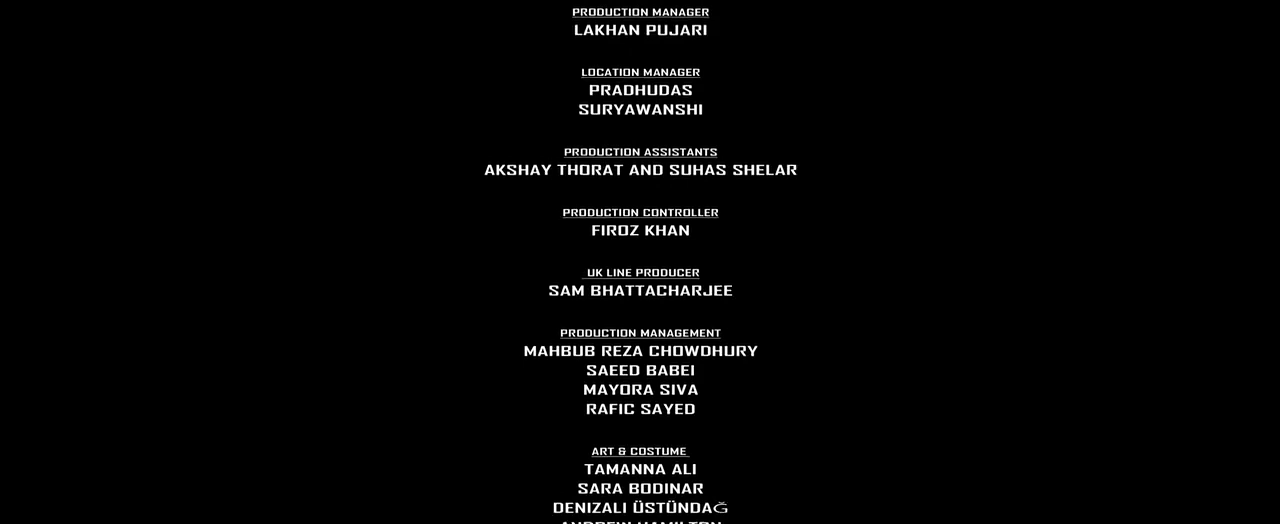 PRODUCTION MANAGER
LAKHAN PUJARI
LOCATION MANAGER
PRADHUDAS
SURYAWANSHI
PRODUCTION ASSISTANTS
AKSHAY THORAT AND SUHAS SHELAR
PRODUCTION CONTROLLER
FIROZ KHAN
UK LINE PRODUCER
SAM BHATTACHARJEE
PRODUCTION MANAGEMENT
MAHBUB REZA CHOWDHURY
SAEED BABEI
MAYORA SIVA
RAFIC SAYED
ART & COSTUME
TAMANNA ALI
SARA BODINAR
DENIZALI ÜSTÜNDAĞ
HAMILTON